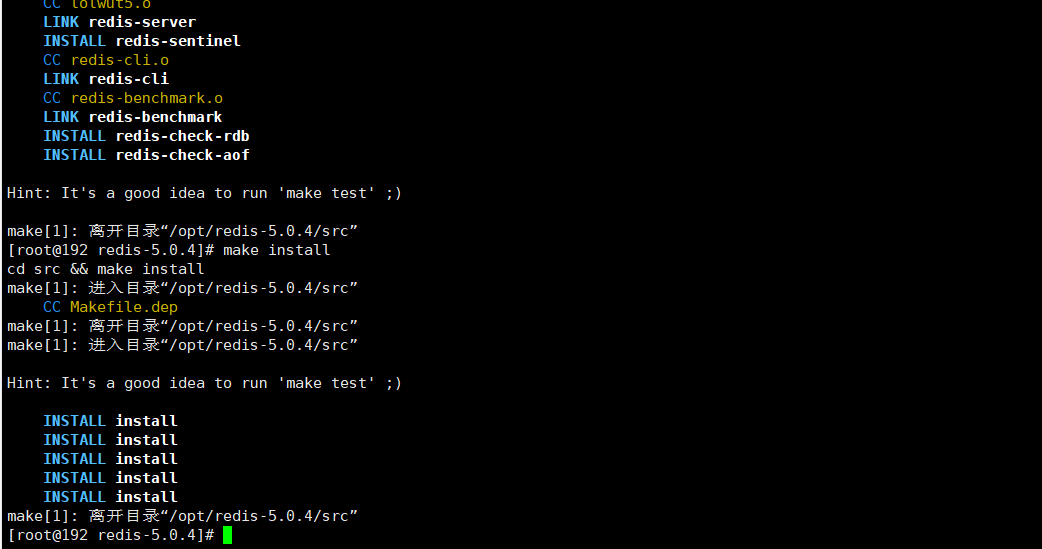 CC lolwut5.o
LINK redis-server
INSTALL redis-sentinel
CC redis-cli.o
LINK redis-cli
CC redis-benchmark.o
LINK redis-benchmark
INSTALL redis-check-rdb
INSTALL redis-check-aof
Hint: It's a good idea to run 'make test' ;)
make[1]: 离开目录“/opt/redis-5.0.4/src”
[root@192 redis-5.0.4]# make install
cd src && make install
make[1]: 进入目录“/opt/redis-5.0.4/src”
CC Makefile.dep
make[1]: 离开目录“/opt/redis-5.0.4/src”
make[1]: 进入目录“/opt/redis-5.0.4/src”
Hint: It's a good idea to run 'make test' ;)
INSTALL install
INSTALL install
INSTALL install
INSTALL install
INSTALL install
make[1]: 离开目录“/opt/redis-5.0.4/src”
[root@192 redis-5.0.4]#